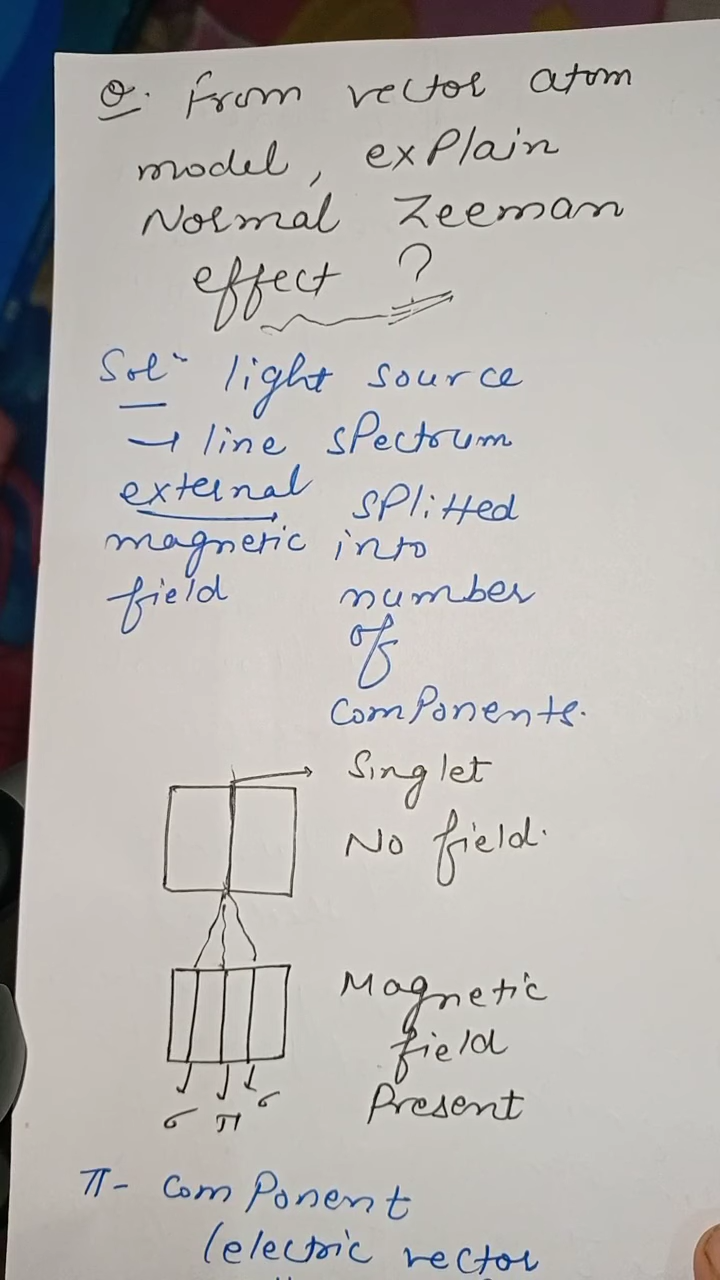 Q. From vector atom
model, explain
Normal Zeeman
effect ?
Solⁿ light source
→ line spectrum
external splitted
magnetic into
field number
of
components.
Singlet
No field.
Magnetic
field
Present
σ π σ
π- component
(electric vector